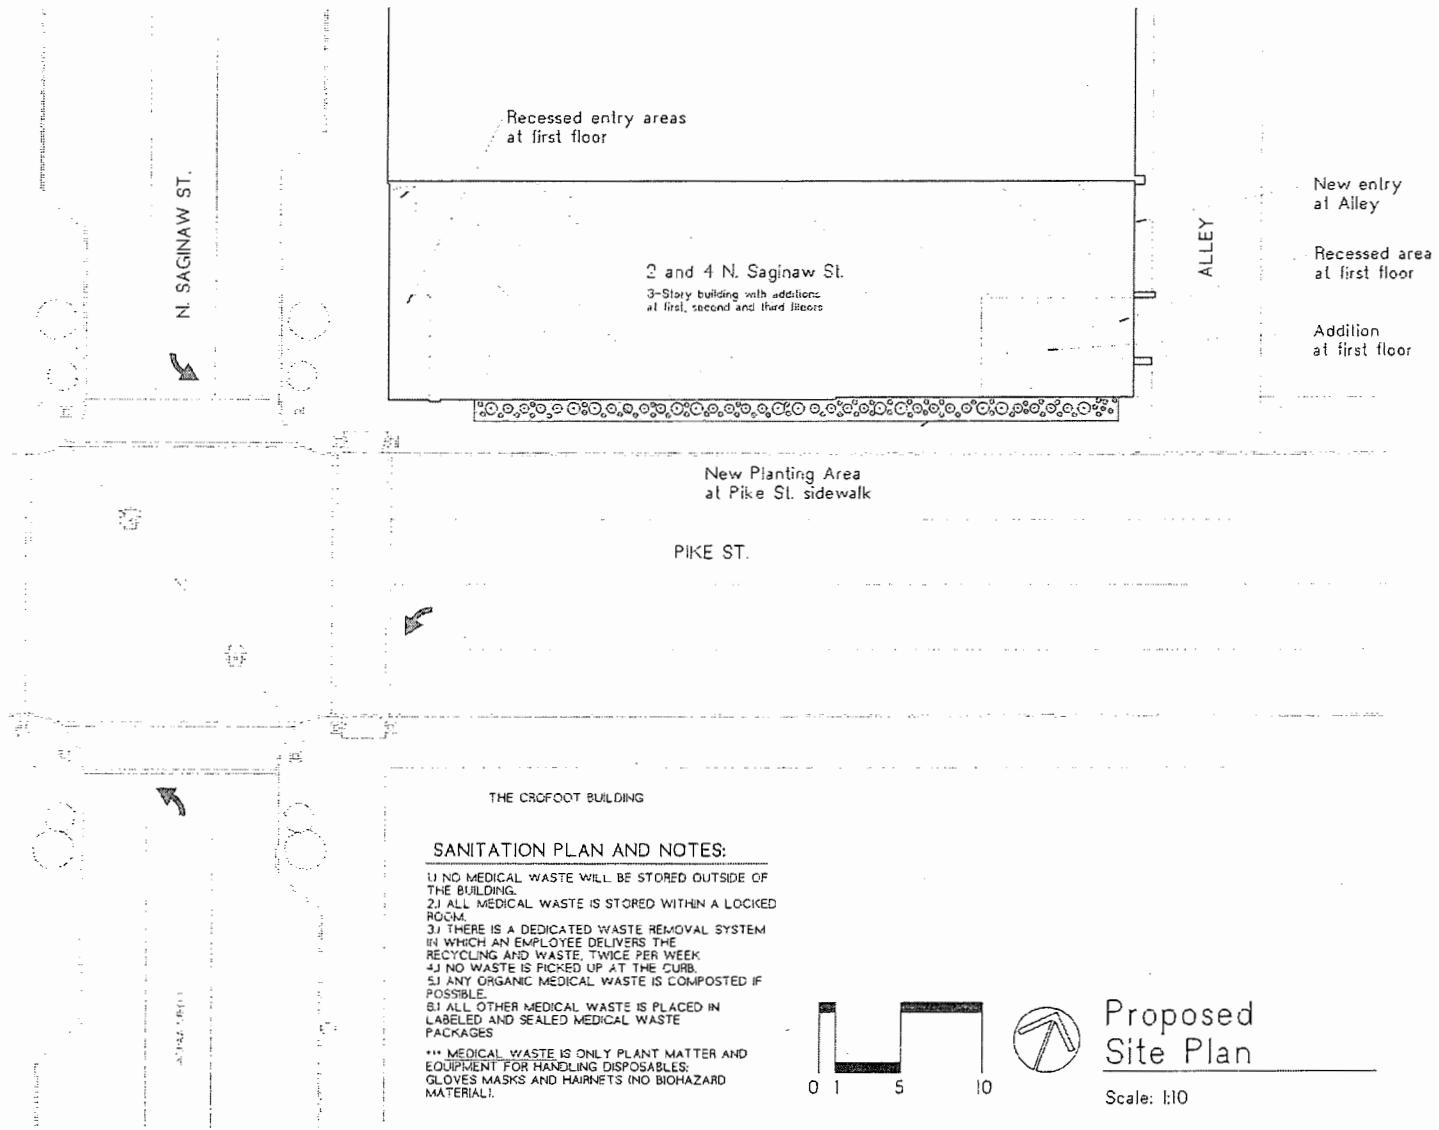 Recessed entry areas
at first floor
N. SAGINAW ST.
New entry
at Alley
ALLEY
Recessed area
at first floor
2 and 4 N. Saginaw St.
3-Story building with additions
at first, second and third floors
Addition
at first floor
New Planting Area
at Pike St. sidewalk
PIKE ST.
THE CROFOOT BUILDING
SANITATION PLAN AND NOTES:
1.) NO MEDICAL WASTE WILL BE STORED OUTSIDE OF
THE BUILDING.
2.) ALL MEDICAL WASTE IS STORED WITHIN A LOCKED
ROOM.
3.) THERE IS A DEDICATED WASTE REMOVAL SYSTEM
IN WHICH AN EMPLOYEE DELIVERS THE
RECYCLING AND WASTE, TWICE PER WEEK
4.) NO WASTE IS PICKED UP AT THE CURB.
5.) ANY ORGANIC MEDICAL WASTE IS COMPOSTED IF
POSSIBLE.
6.) ALL OTHER MEDICAL WASTE IS PLACED IN
LABELED AND SEALED MEDICAL WASTE
PACKAGES
*** MEDICAL WASTE IS ONLY PLANT MATTER AND
EQUIPMENT FOR HANDLING DISPOSABLES:
GLOVES MASKS AND HAIRNETS (NO BIOHAZARD
MATERIAL).
0 1 5 10
Proposed
Site Plan
Scale: 1:10